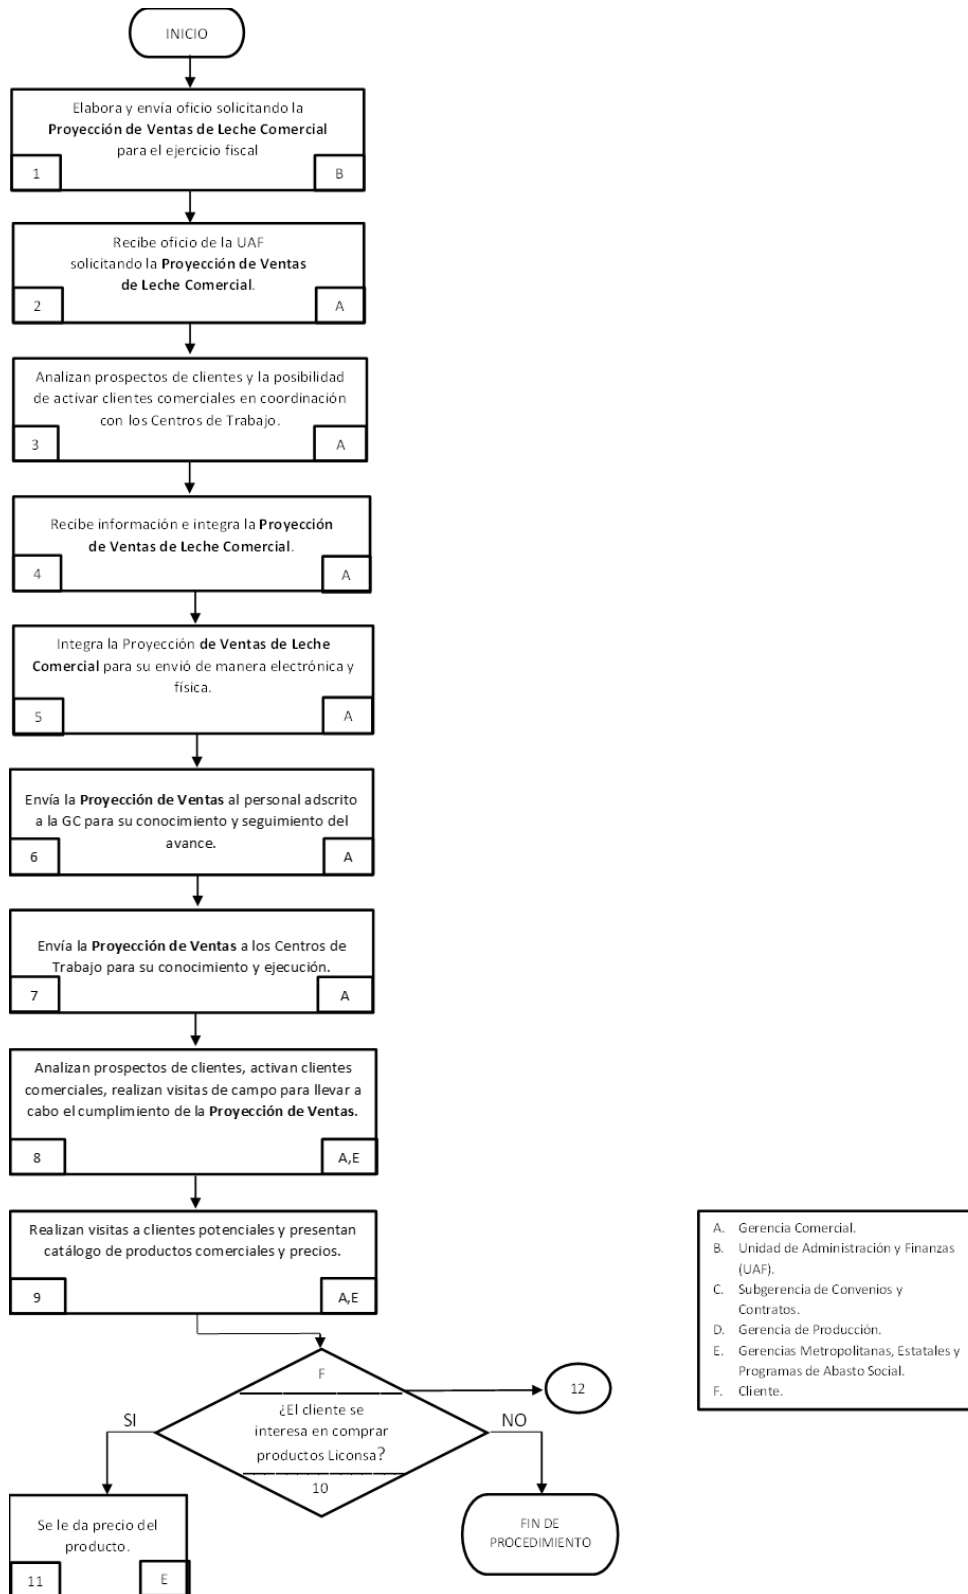 INICIO
Elabora y envía oficio solicitando la
Proyección de Ventas de Leche Comercial
para el ejercicio fiscal
1
B
Recibe oficio de la UAF
solicitando la Proyección de Ventas
de Leche Comercial.
2
A
Analizan prospectos de clientes y la posibilidad
de activar clientes comerciales en coordinación
con los Centros de Trabajo.
3
A
Recibe información e integra la Proyección
de Ventas de Leche Comercial.
4
A
Integra la Proyección de Ventas de Leche
Comercial para su envió de manera electrónica y
física.
5
A
Envía la Proyección de Ventas al personal adscrito
a la GC para su conocimiento y seguimiento del
avance.
6
A
Envía la Proyección de Ventas a los Centros de
Trabajo para su conocimiento y ejecución.
7
A
Analizan prospectos de clientes, activan clientes
comerciales, realizan visitas de campo para llevar a
cabo el cumplimiento de la Proyección de Ventas.
8
A,E
Realizan visitas a clientes potenciales y presentan
catálogo de productos comerciales y precios.
9
A,E
F
¿El cliente se
interesa en comprar
productos Liconsa?
10
12
SI
NO
Se le da precio del
producto.
11
E
FIN DE
PROCEDIMIENTO
A. Gerencia Comercial.
B. Unidad de Administración y Finanzas
(UAF).
C. Subgerencia de Convenios y
Contratos.
D. Gerencia de Producción.
E. Gerencias Metropolitanas, Estatales y
Programas de Abasto Social.
F. Cliente.